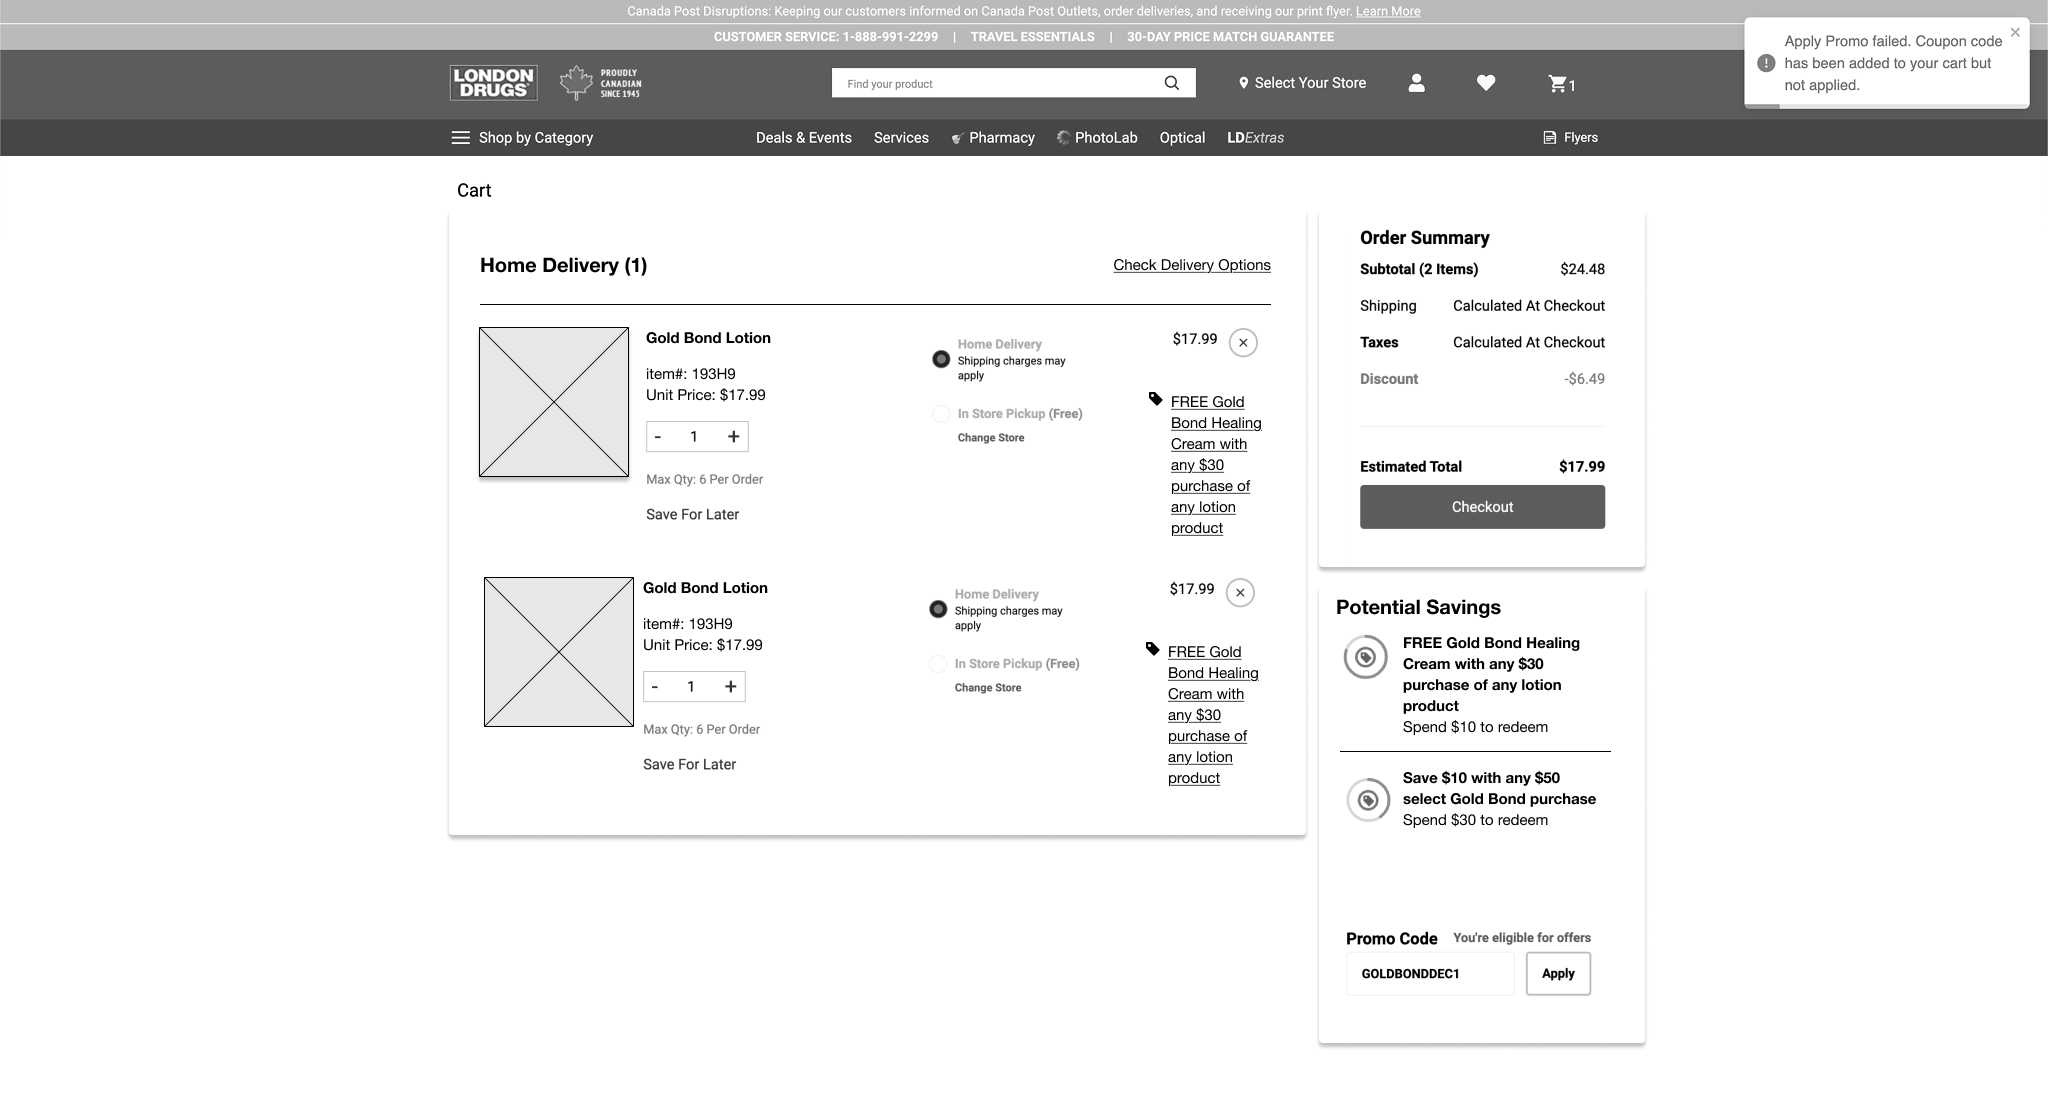 Canada Post Disruptions: Keeping our customers informed on Canada Post Outlets, order deliveries, and receiving our print flyer. Learn More
CUSTOMER SERVICE: 1-888-991-2299 | TRAVEL ESSENTIALS | 30-DAY PRICE MATCH GUARANTEE
Apply Promo failed. Coupon code
has been added to your cart but
not applied.
LONDON
DRUGS
PROUDLY
CANADIAN
SINCE 1945
Find your product
Select Your Store
1
Shop by Category
Deals & Events
Services
Pharmacy
PhotoLab
Optical
LDExtras
Flyers
Cart
Home Delivery (1)
Check Delivery Options
Gold Bond Lotion
item#: 193H9
Unit Price: $17.99
- 1 +
Max Qty: 6 Per Order
Save For Later
Home Delivery
Shipping charges may
apply
In Store Pickup (Free)
Change Store
$17.99
FREE Gold
Bond Healing
Cream with
any $30
purchase of
any lotion
product
Gold Bond Lotion
item#: 193H9
Unit Price: $17.99
- 1 +
Max Qty: 6 Per Order
Save For Later
Home Delivery
Shipping charges may
apply
In Store Pickup (Free)
Change Store
$17.99
FREE Gold
Bond Healing
Cream with
any $30
purchase of
any lotion
product
Order Summary
Subtotal (2 Items) $24.48
Shipping Calculated At Checkout
Taxes Calculated At Checkout
Discount -$6.49
Estimated Total $17.99
Checkout
Potential Savings
FREE Gold Bond Healing
Cream with any $30
purchase of any lotion
product
Spend $10 to redeem
Save $10 with any $50
select Gold Bond purchase
Spend $30 to redeem
Promo Code You're eligible for offers
GOLDBONDDEC1 Apply